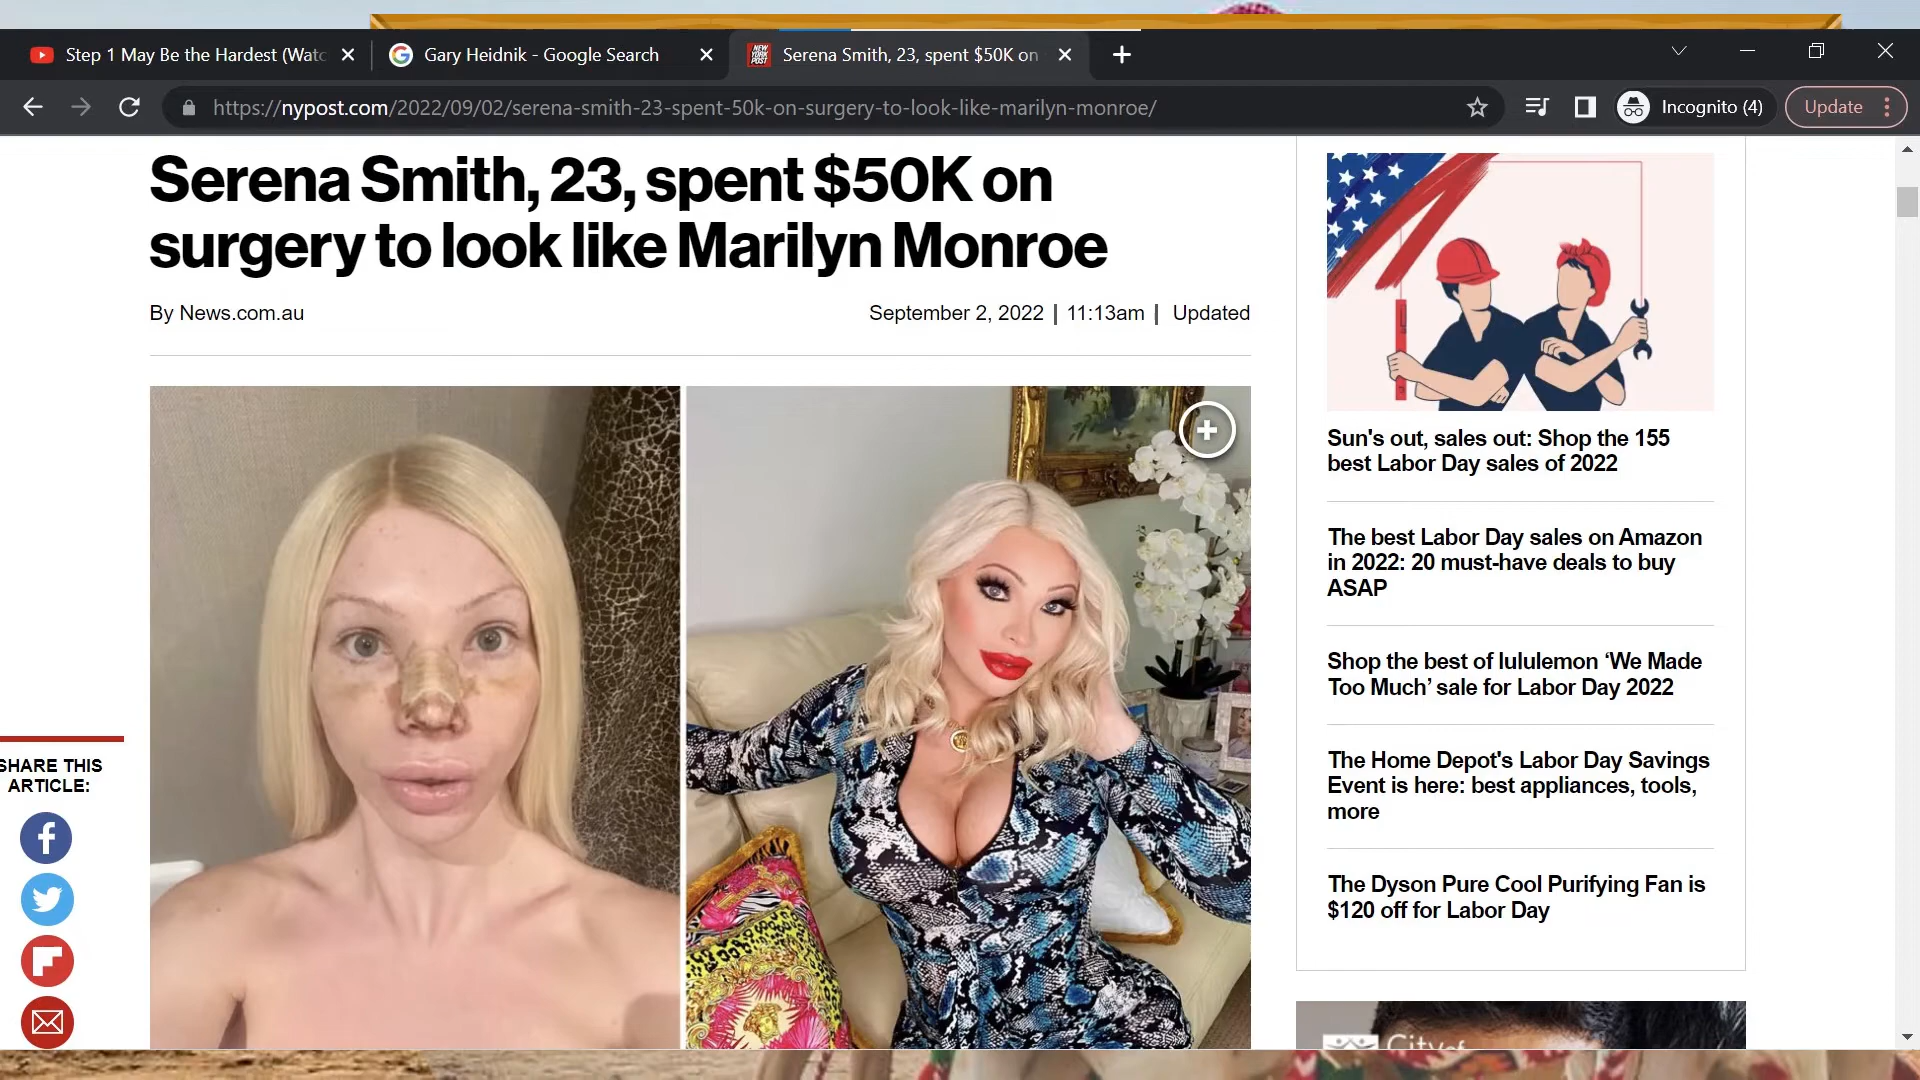 Step 1 May Be the Hardest (Watc
Gary Heidnik - Google Search
NEW YORK POST
Serena Smith, 23, spent $50K on
https://nypost.com/2022/09/02/serena-smith-23-spent-50k-on-surgery-to-look-like-marilyn-monroe/
Incognito (4)
Update
Serena Smith, 23, spent $50K on
surgery to look like Marilyn Monroe
By News.com.au
September 2, 2022 | 11:13am | Updated
SHARE THIS
ARTICLE:
Sun's out, sales out: Shop the 155
best Labor Day sales of 2022
The best Labor Day sales on Amazon
in 2022: 20 must-have deals to buy
ASAP
Shop the best of lululemon ‘We Made
Too Much’ sale for Labor Day 2022
The Home Depot's Labor Day Savings
Event is here: best appliances, tools,
more
The Dyson Pure Cool Purifying Fan is
$120 off for Labor Day
City of